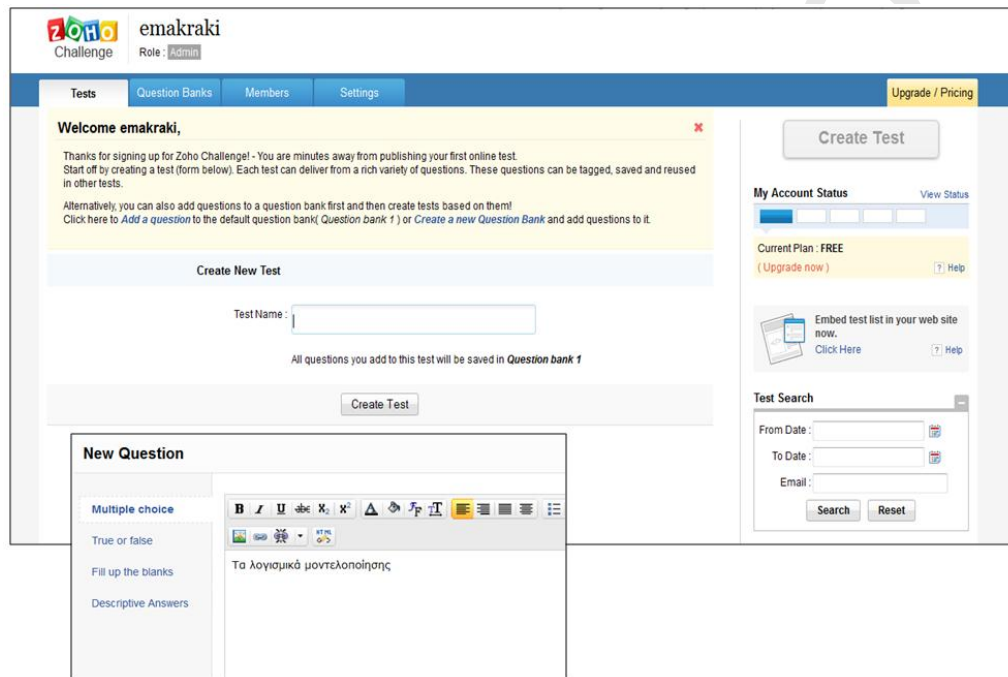 ZOHO
Challenge
emakraki
Role : Admin
Tests
Question Banks
Members
Settings
Upgrade / Pricing
Welcome emakraki,
Thanks for signing up for Zoho Challenge! - You are minutes away from publishing your first online test.
Start off by creating a test (form below). Each test can deliver from a rich variety of questions. These questions can be tagged, saved and reused
in other tests.
Alternatively, you can also add questions to a question bank first and then create tests based on them!
Click here to Add a question to the default question bank( Question bank 1 ) or Create a new Question Bank and add questions to it.
Create New Test
Test Name :
All questions you add to this test will be saved in Question bank 1
Create Test
Create Test
My Account Status
View Status
Current Plan : FREE
( Upgrade now )
? Help
Embed test list in your web site
now.
Click Here
? Help
Test Search
From Date :
To Date :
Email :
Search
Reset
New Question
Multiple choice
True or false
Fill up the blanks
Descriptive Answers
B I U abc X₂ X² A HTML
Τα λογισμικά μοντελοποίησης